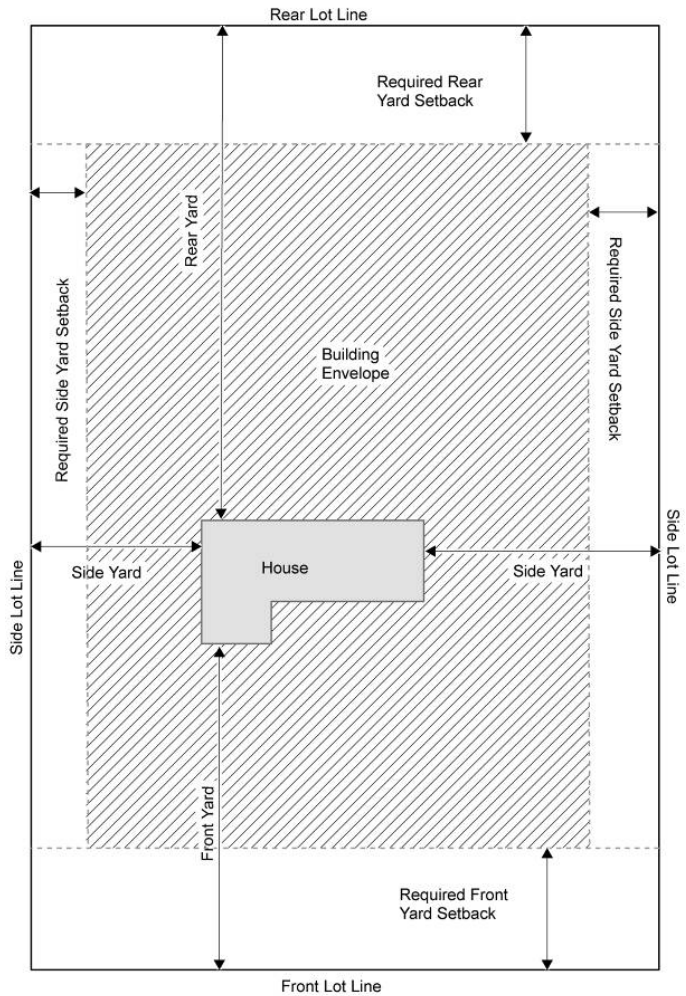 Rear Lot Line
Required Rear
Yard Setback
Rear Yard
Required Side Yard Setback
Required Side Yard Setback
Building
Envelope
Side Yard
House
Side Yard
Side Lot Line
Side Lot Line
Front Yard
Required Front
Yard Setback
Front Lot Line